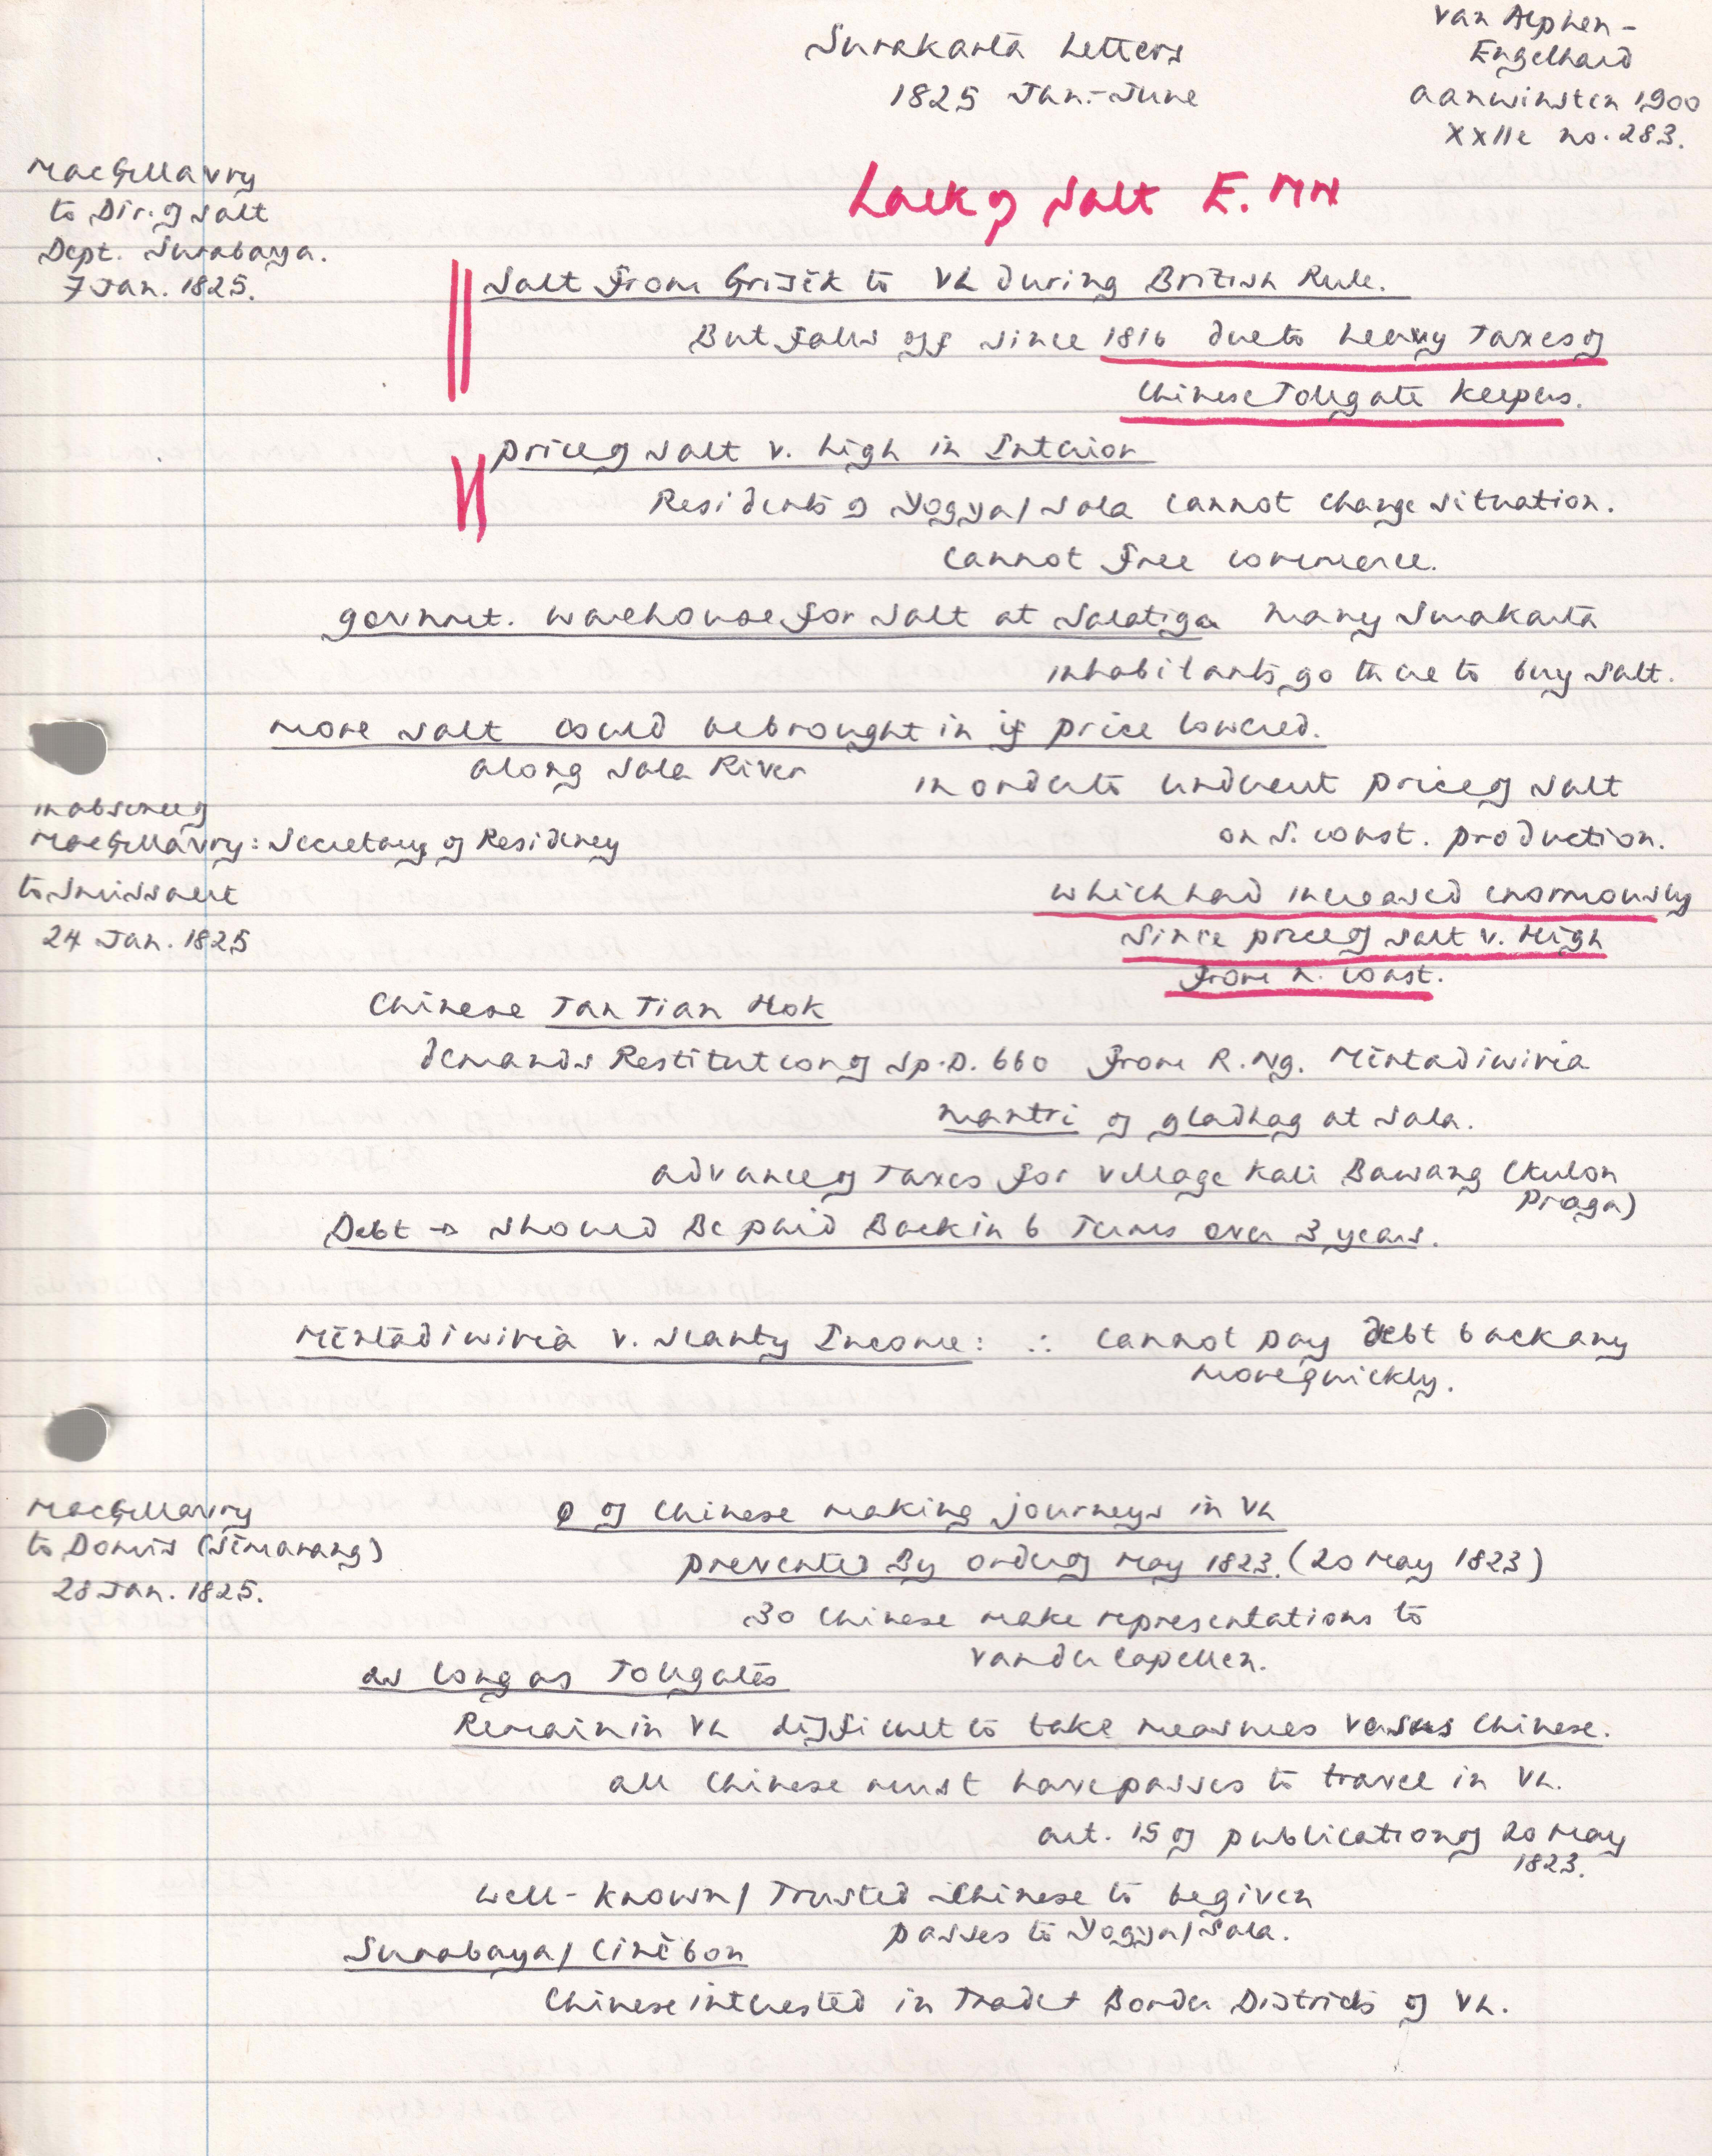 Surakarta Letters
1825 Jan.-June
Van Alphen-
Engelhard
aanwinsten 1900
XXIIe no. 283.
Lack of Salt E. MN
MacGillavry
to Dir. of Salt
Dept. Surabaya.
7 Jan. 1825.
Salt from Grisĕk to VL during British Rule.
But falls off since 1816 due to heavy Taxes of
Chinese Tollgate Keepers.
price of salt v. high in Interior
Residents of Yogya/Sala cannot change situation.
cannot free commerce.
govnmt. warehouse for salt at Salatiga many Surakarta
inhabitants go there to buy salt.
more salt could be brought in if price lowered.
along Sala River
in order to undercut price of salt
on S. coast. production.
which had increased enormously
since price of salt v. High
from N. coast.
in absence of
MacGillavry: Secretary of Residency
to Smissaert
24 Jan. 1825
Chinese Tan Tian Hok
demands Restitution of Sp.D. 660 from R. Ng. Mĕrtadiwiria
mantri of gladhag at Sala.
advance of Taxes for village Kali Bawang (Kulon
Praga)
Debt → should Be paid Back in 6 Terms over 3 years.
Mĕrtadiwiria v. scanty Income: ∴ cannot pay debt back any
more quickly.
MacGillavry
to Domis (Sĕmarang)
28 Jan. 1825.
φ of Chinese making journeys in VL
prevented By order of May 1823. (20 May 1823)
30 Chinese make representations to
van der Capellen.
as long as Tollgates
Remain in VL difficult to take measures versus Chinese.
all Chinese must have passes to travel in VL.
art. 15 of publication of 20 May
1823.
well-known/Trusted Chinese to be given
passes to Yogya/Sala.
Surabaya/Cirĕbon
Chinese interested in Trade + Border Districts of VL.